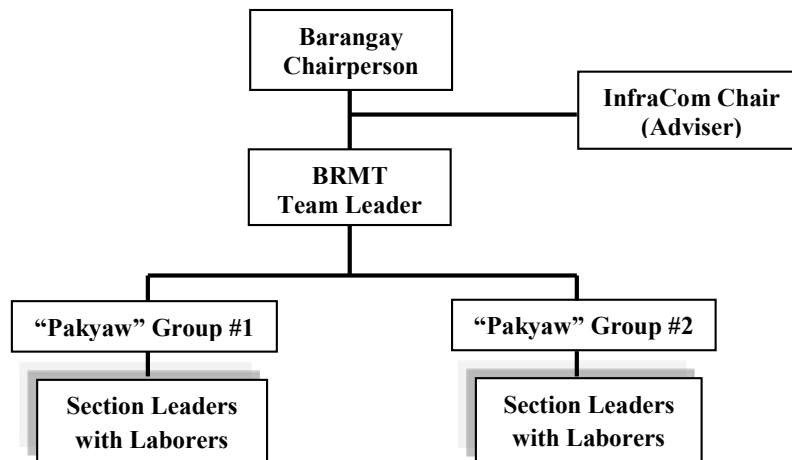 Barangay
Chairperson
InfraCom Chair
(Adviser)
BRMT
Team Leader
“Pakyaw” Group #1
“Pakyaw” Group #2
Section Leaders
with Laborers
Section Leaders
with Laborers